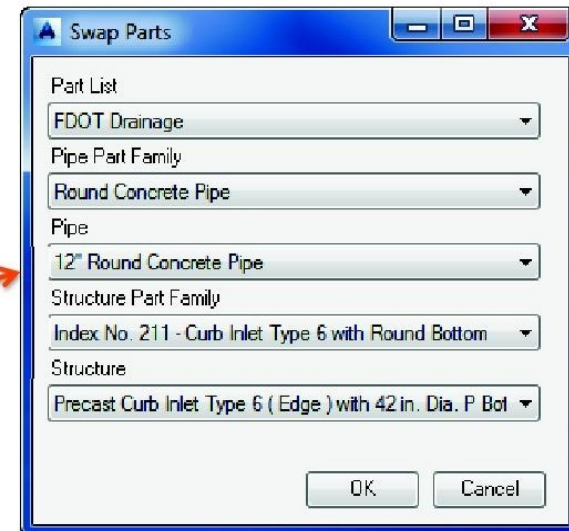 Swap Parts
Part List
FDOT Drainage
Pipe Part Family
Round Concrete Pipe
Pipe
12" Round Concrete Pipe
Structure Part Family
Index No. 211 - Curb Inlet Type 6 with Round Bottom
Structure
Precast Curb Inlet Type 6 ( Edge ) with 42 in. Dia. P Bot
OK Cancel